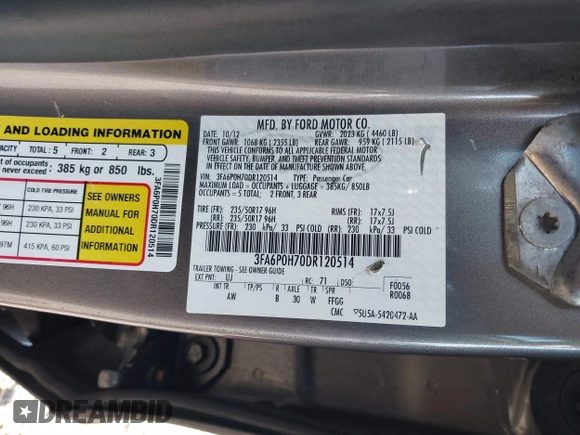 AND LOADING INFORMATION
TOTAL: 5 FRONT: 2 REAR: 3
of occupants
never exceed: 385 kg or 850 lbs.
COLD TIRE PRESSURE
96H 230 KPA, 33 PSI
96H 230 KPA, 33 PSI
97M 415 KPA, 60 PSI
SEE OWNERS
MANUAL FOR
ADDITIONAL
INFORMATION
3FA6P0H70DR120514
MFD. BY FORD MOTOR CO.
DATE: 10/12 GVWR: 2023 KG ( 4460 LB)
FRONT GAWR: 1068 KG ( 2355 LB) REAR GAWR: 959 KG ( 2115 LB)
THIS VEHICLE CONFORMS TO ALL APPLICABLE FEDERAL MOTOR
VEHICLE SAFETY, BUMPER, AND THEFT PREVENTION STANDARDS
IN EFFECT ON THE DATE OF MANUFACTURE SHOWN ABOVE.
VIN: 3FA6P0H70DR120514 TYPE: Passenger Car
MAXIMUM LOAD = OCCUPANTS + LUGGAGE = 385KG/ 850LB
OCCUPANTS = 5 TOTAL; 2 FRONT, 3 REAR
TIRE (FR): 235/50R17 96H RIMS (FR): 17x7.5J
(RR): 235/50R17 96H (RR): 17x7.5J
PRESSURE (FR): 230 kPa/ 33 PSI COLD (RR): 230 kPa/ 33 PSI COLD
3FA6P0H70DR120514
TRAILER TOWING - SEE OWNER GUIDE
EXT PNT: UJ RC: 71 DSO: F0056
INT TR TP/PS R AXLE TR SPR R0068
AW B 30 W FFGG
CMC 5U5A-5420472-AA
DREAMBID